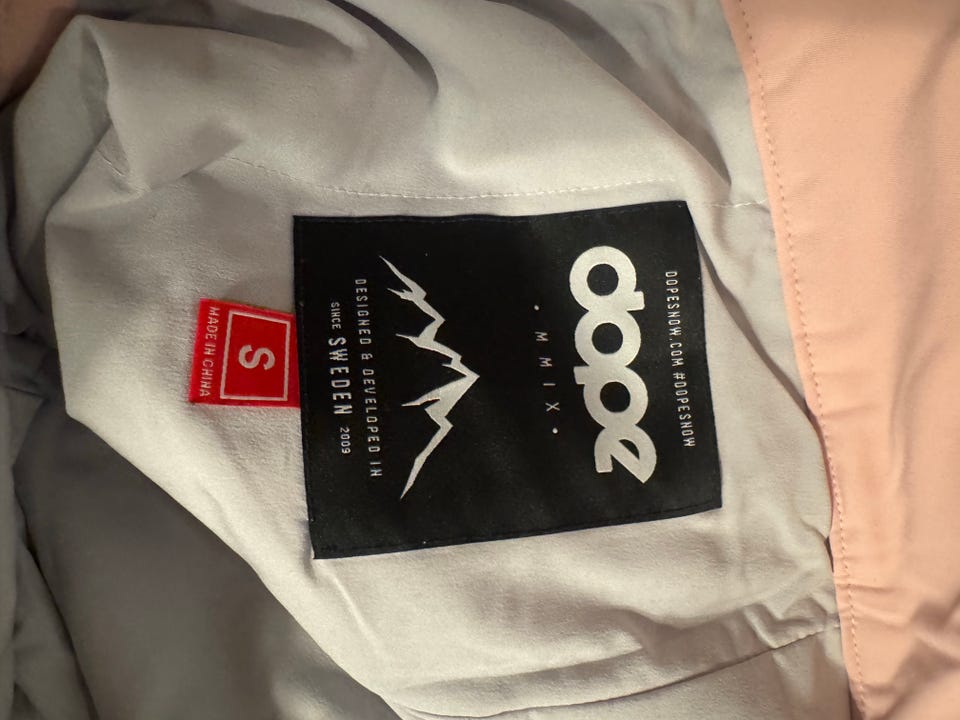 DOPESNOW.COM #DOPESNOW
dope
· MMIX ·
DESIGNED & DEVELOPED IN
SINCE SWEDEN 2009
S
MADE IN CHINA